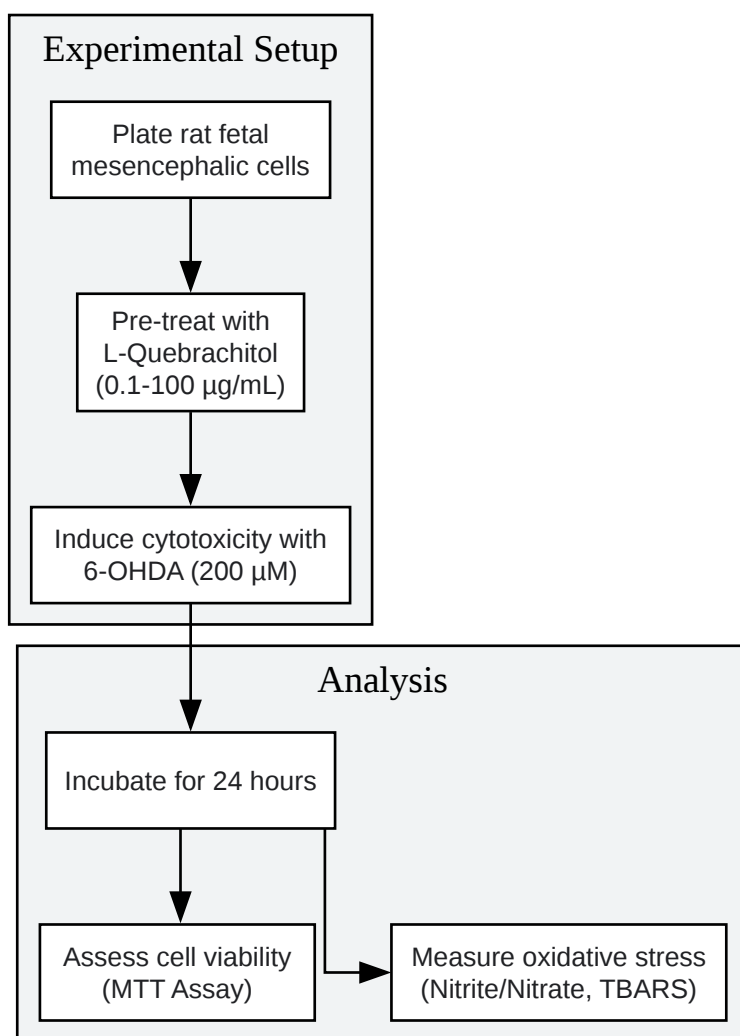 Experimental Setup
Plate rat fetal
mesencephalic cells
Pre-treat with
L-Quebrachitol
(0.1-100 µg/mL)
Induce cytotoxicity with
6-OHDA (200 µM)
Analysis
Incubate for 24 hours
Assess cell viability
(MTT Assay)
Measure oxidative stress
(Nitrite/Nitrate, TBARS)